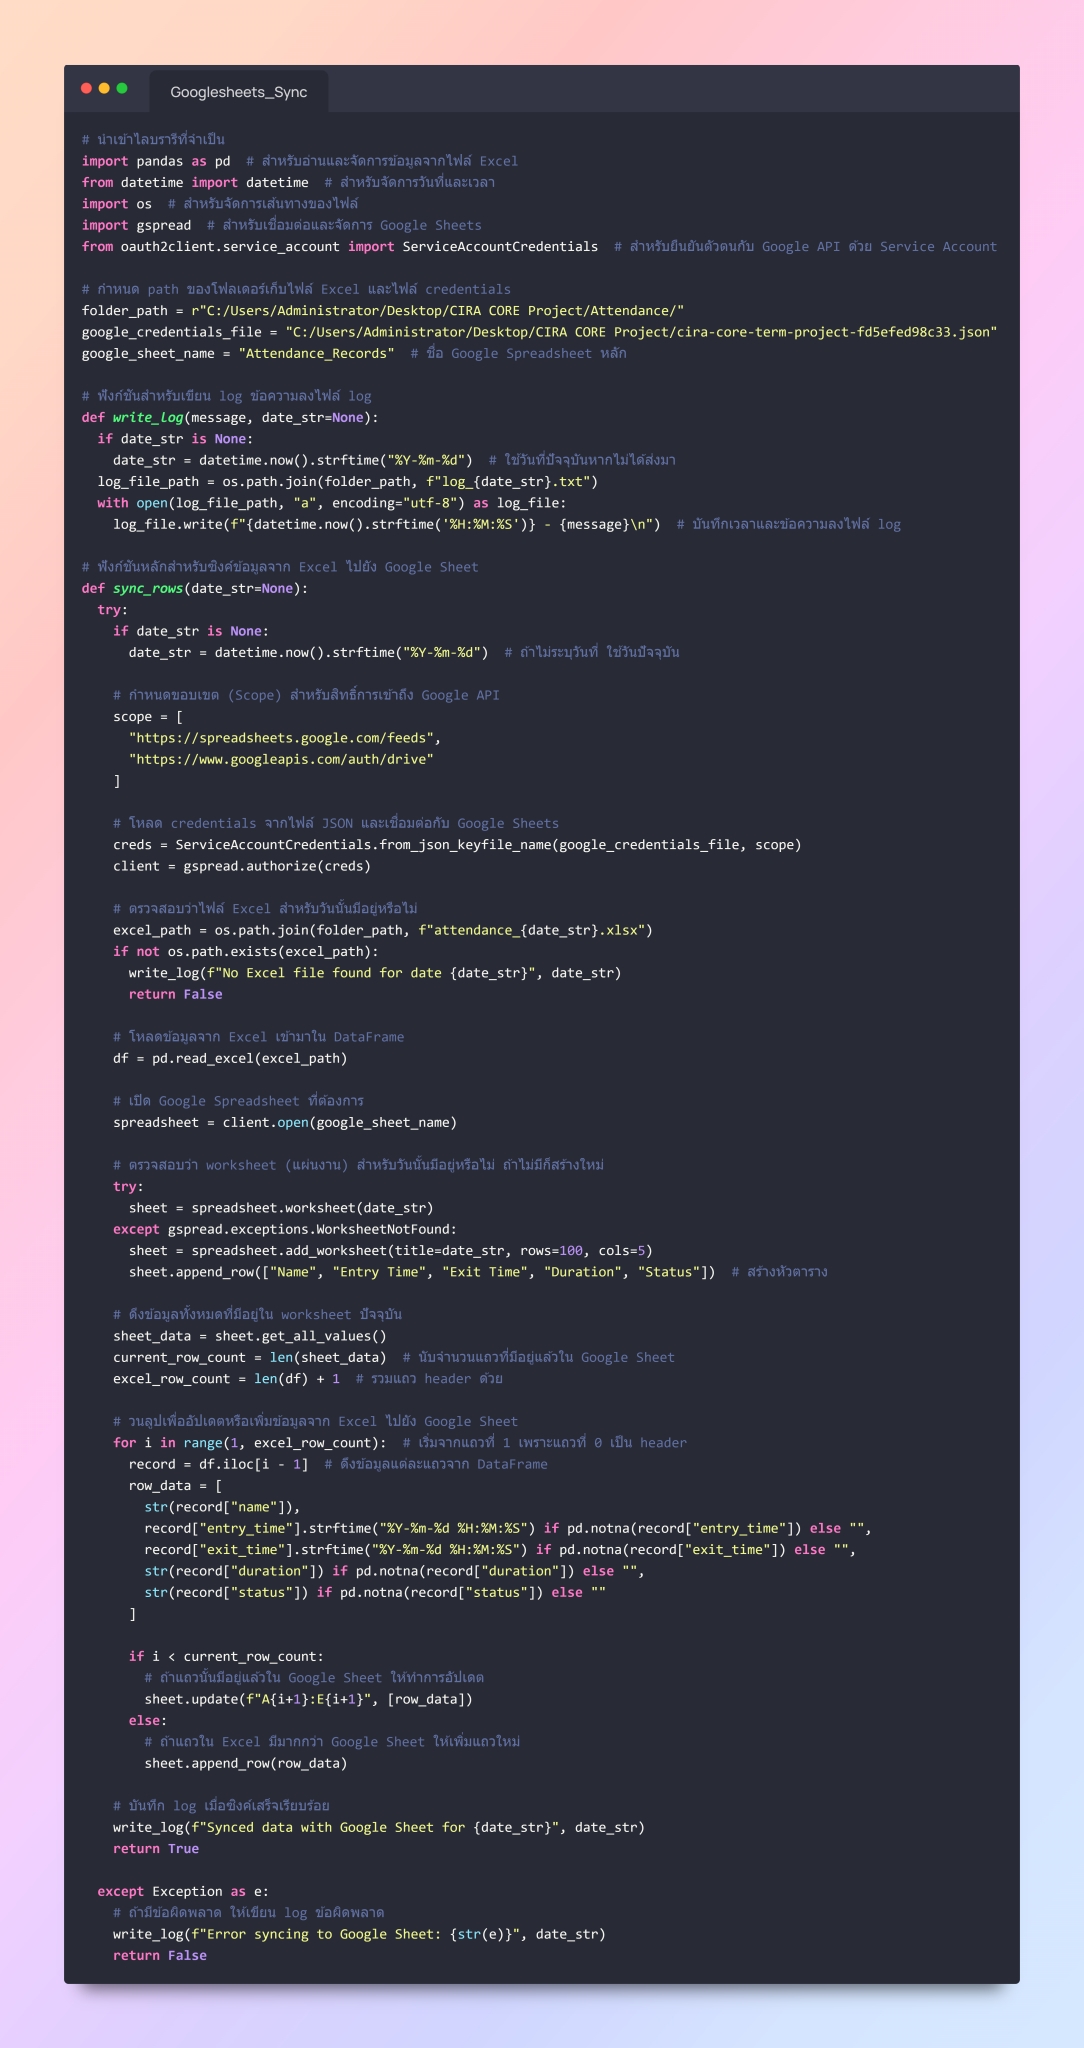 Googlesheets_Sync
# นำเข้าไลบรารีที่จำเป็น
import pandas as pd  # สำหรับอ่านและจัดการข้อมูลจากไฟล์ Excel
from datetime import datetime  # สำหรับจัดการวันที่และเวลา
import os  # สำหรับจัดการเส้นทางของไฟล์
import gspread  # สำหรับเชื่อมต่อและจัดการ Google Sheets
from oauth2client.service_account import ServiceAccountCredentials  # สำหรับยืนยันตัวตนกับ Google API ด้วย Service Account
# กำหนด path ของโฟลเดอร์เก็บไฟล์ Excel และไฟล์ credentials
folder_path = r"C:/Users/Administrator/Desktop/CIRA CORE Project/Attendance/"
google_credentials_file = "C:/Users/Administrator/Desktop/CIRA CORE Project/cira-core-term-project-fd5efed98c33.json"
google_sheet_name = "Attendance_Records"  # ชื่อ Google Spreadsheet หลัก
# ฟังก์ชันสำหรับเขียน log ข้อความลงไฟล์ log
def write_log(message, date_str=None):
  if date_str is None:
    date_str = datetime.now().strftime("%Y-%m-%d")  # ใช้วันที่ปัจจุบันหากไม่ได้ส่งมา
  log_file_path = os.path.join(folder_path, f"log_{date_str}.txt")
  with open(log_file_path, "a", encoding="utf-8") as log_file:
    log_file.write(f"{datetime.now().strftime('%H:%M:%S')} - {message}\n")  # บันทึกเวลาและข้อความลงไฟล์ log
# ฟังก์ชันหลักสำหรับซิงค์ข้อมูลจาก Excel ไปยัง Google Sheet
def sync_rows(date_str=None):
  try:
    if date_str is None:
      date_str = datetime.now().strftime("%Y-%m-%d")  # ถ้าไม่ระบุวันที่ ใช้วันปัจจุบัน
    # กำหนดขอบเขต (Scope) สำหรับสิทธิ์การเข้าถึง Google API
    scope = [
      "https://spreadsheets.google.com/feeds",
      "https://www.googleapis.com/auth/drive"
    ]
    # โหลด credentials จากไฟล์ JSON และเชื่อมต่อกับ Google Sheets
    creds = ServiceAccountCredentials.from_json_keyfile_name(google_credentials_file, scope)
    client = gspread.authorize(creds)
    # ตรวจสอบว่าไฟล์ Excel สำหรับวันนั้นมีอยู่หรือไม่
    excel_path = os.path.join(folder_path, f"attendance_{date_str}.xlsx")
    if not os.path.exists(excel_path):
      write_log(f"No Excel file found for date {date_str}", date_str)
      return False
    # โหลดข้อมูลจาก Excel เข้ามาใน DataFrame
    df = pd.read_excel(excel_path)
    # เปิด Google Spreadsheet ที่ต้องการ
    spreadsheet = client.open(google_sheet_name)
    # ตรวจสอบว่า worksheet (แผ่นงาน) สำหรับวันนั้นมีอยู่หรือไม่ ถ้าไม่มีก็สร้างใหม่
    try:
      sheet = spreadsheet.worksheet(date_str)
    except gspread.exceptions.WorksheetNotFound:
      sheet = spreadsheet.add_worksheet(title=date_str, rows=100, cols=5)
      sheet.append_row(["Name", "Entry Time", "Exit Time", "Duration", "Status"])  # สร้างหัวตาราง
    # ดึงข้อมูลทั้งหมดที่มีอยู่ใน worksheet ปัจจุบัน
    sheet_data = sheet.get_all_values()
    current_row_count = len(sheet_data)  # นับจำนวนแถวที่มีอยู่แล้วใน Google Sheet
    excel_row_count = len(df) + 1  # รวมแถว header ด้วย
    # วนลูปเพื่ออัปเดตหรือเพิ่มข้อมูลจาก Excel ไปยัง Google Sheet
    for i in range(1, excel_row_count):  # เริ่มจากแถวที่ 1 เพราะแถวที่ 0 เป็น header
      record = df.iloc[i - 1]  # ดึงข้อมูลแต่ละแถวจาก DataFrame
      row_data = [
        str(record["name"]),
        record["entry_time"].strftime("%Y-%m-%d %H:%M:%S") if pd.notna(record["entry_time"]) else "",
        record["exit_time"].strftime("%Y-%m-%d %H:%M:%S") if pd.notna(record["exit_time"]) else "",
        str(record["duration"]) if pd.notna(record["duration"]) else "",
        str(record["status"]) if pd.notna(record["status"]) else ""
      ]
      if i < current_row_count:
        # ถ้าแถวนั้นมีอยู่แล้วใน Google Sheet ให้ทำการอัปเดต
        sheet.update(f"A{i+1}:E{i+1}", [row_data])
      else:
        # ถ้าแถวใน Excel มีมากกว่า Google Sheet ให้เพิ่มแถวใหม่
        sheet.append_row(row_data)
    # บันทึก log เมื่อซิงค์เสร็จเรียบร้อย
    write_log(f"Synced data with Google Sheet for {date_str}", date_str)
    return True
  except Exception as e:
    # ถ้ามีข้อผิดพลาด ให้เขียน log ข้อผิดพลาด
    write_log(f"Error syncing to Google Sheet: {str(e)}", date_str)
    return False